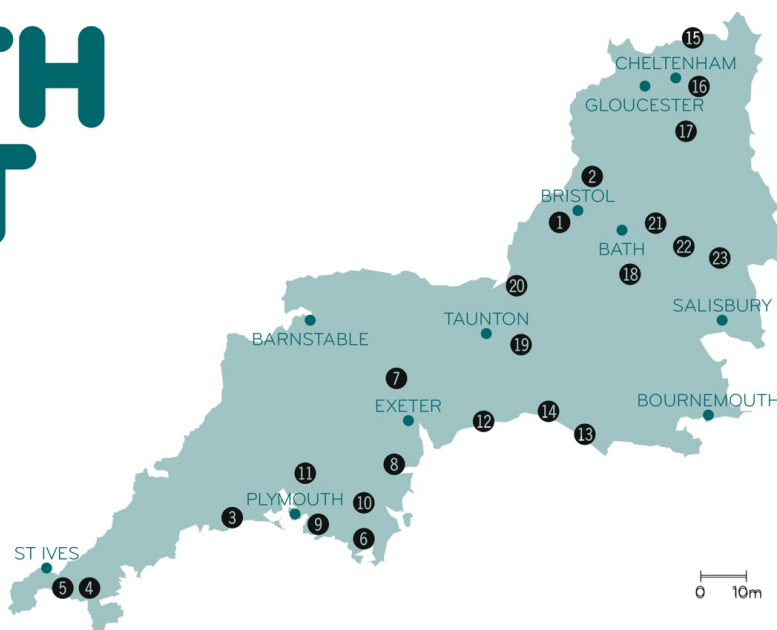 TH
T
15
CHELTENHAM
16
GLOUCESTER
17
2
BRISTOL
1
21
BATH
22
23
18
20
SALISBURY
TAUNTON
19
BARNSTABLE
7
EXETER
BOURNEMOUTH
14
12
13
8
11
PLYMOUTH
10
3
9
6
ST IVES
5
4
0 10m